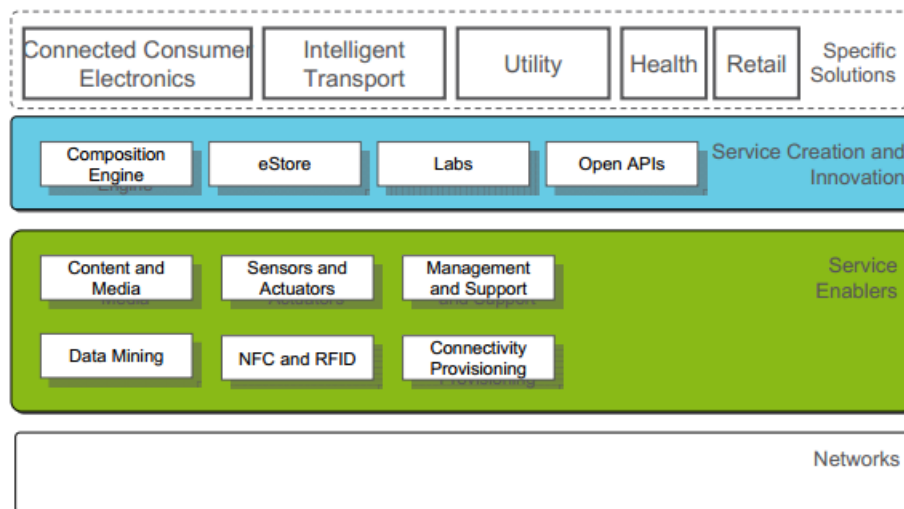 Connected Consumer
Electronics
Intelligent
Transport
Utility
Health
Retail
Specific
Solutions
Composition
Engine
eStore
Labs
Open APIs
Service Creation and
Innovation
Content and
Media
Sensors and
Actuators
Management
and Support
Service
Enablers
Data Mining
NFC and RFID
Connectivity
Provisioning
Networks